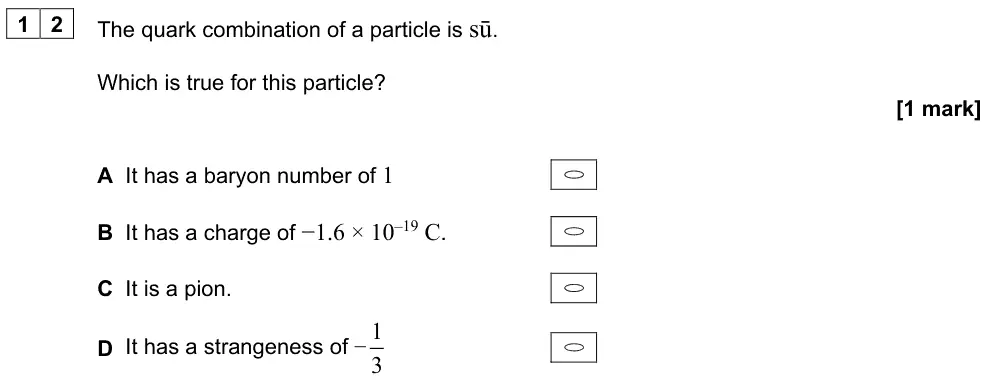 1 2 The quark combination of a particle is sū.
Which is true for this particle?
[1 mark]
A It has a baryon number of 1
B It has a charge of −1.6 × 10⁻¹⁹ C.
C It is a pion.
D It has a strangeness of −1/3